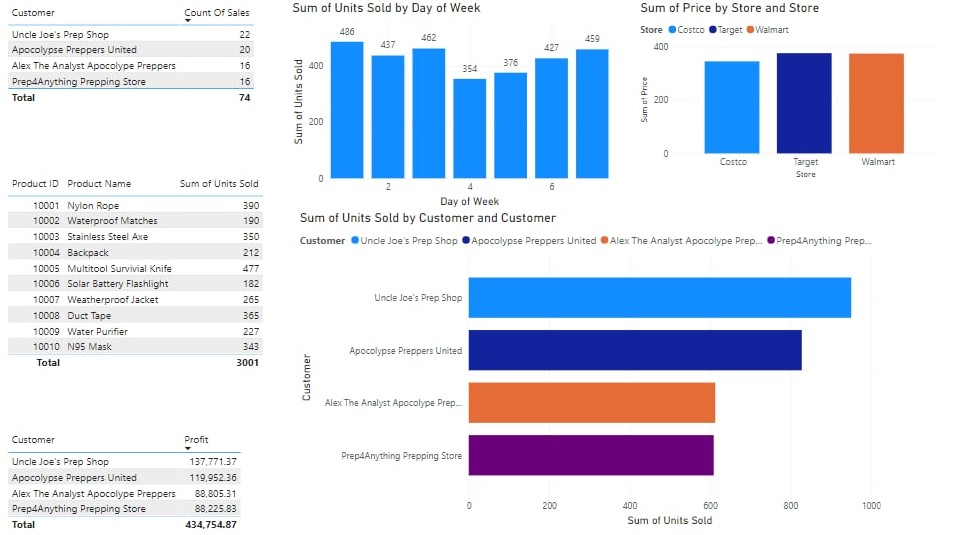 Customer Count Of Sales
Uncle Joe's Prep Shop 22
Apocolypse Preppers United 20
Alex The Analyst Apocolype Preppers 16
Prep4Anything Prepping Store 16
Total 74
Product ID Product Name Sum of Units Sold
10001 Nylon Rope 390
10002 Waterproof Matches 190
10003 Stainless Steel Axe 350
10004 Backpack 212
10005 Multitool Survivial Knife 477
10006 Solar Battery Flashlight 182
10007 Weatherproof Jacket 265
10008 Duct Tape 365
10009 Water Purifier 227
10010 N95 Mask 343
Total 3001
Customer Profit
Uncle Joe's Prep Shop 137,771.37
Apocolypse Preppers United 119,952.36
Alex The Analyst Apocolype Preppers 88,805.31
Prep4Anything Prepping Store 88,225.83
Total 434,754.87
Sum of Units Sold by Day of Week
Sum of Units Sold
400
200
0
486 437 462 354 376 427 459
2 4 6
Day of Week
Sum of Price by Store and Store
Store Costco Target Walmart
Sum of Price
400
200
0
Costco Target Walmart
Store
Sum of Units Sold by Customer and Customer
Customer Uncle Joe's Prep Shop Apocolypse Preppers United Alex The Analyst Apocolype Prep... Prep4Anything Prep...
Customer
Uncle Joe's Prep Shop
Apocolypse Preppers United
Alex The Analyst Apocolype Prep...
Prep4Anything Prepping Store
0 200 400 600 800 1000
Sum of Units Sold